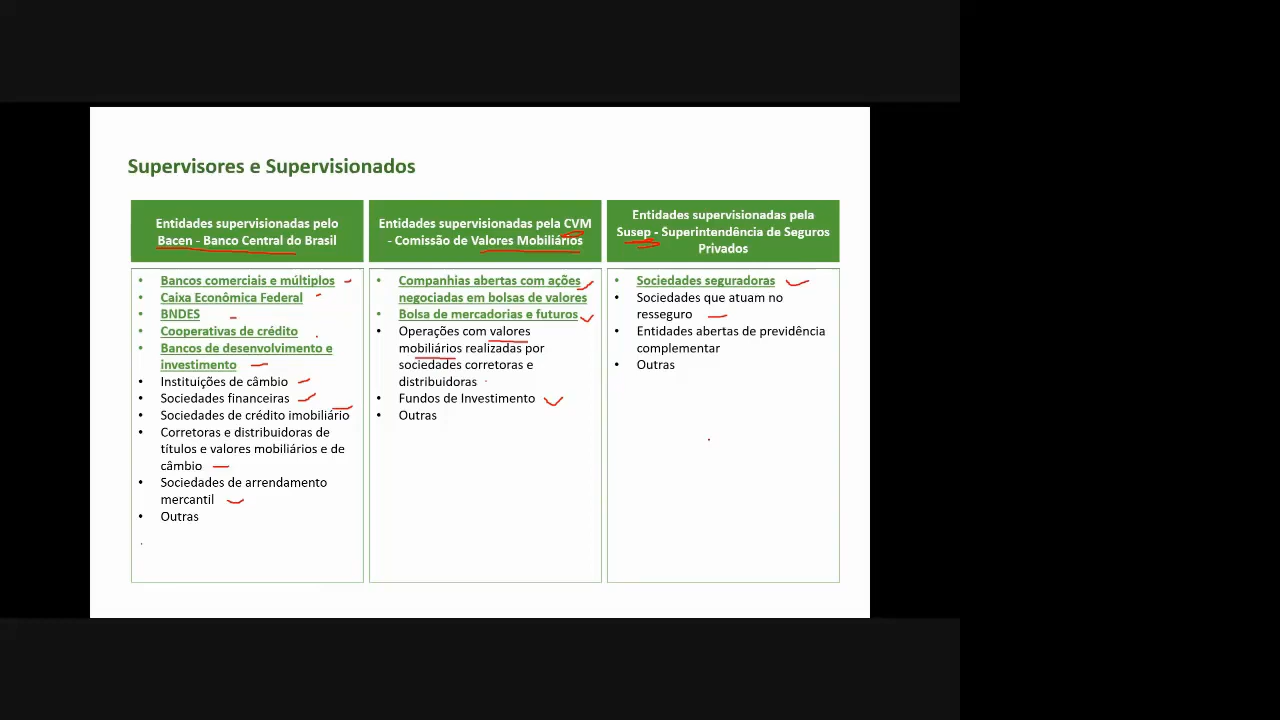 Supervisores e Supervisionados
Entidades supervisionadas pelo
Bacen - Banco Central do Brasil
• Bancos comerciais e múltiplos
• Caixa Econômica Federal
• BNDES
• Cooperativas de crédito
• Bancos de desenvolvimento e
investimento
• Instituições de câmbio
• Sociedades financeiras
• Sociedades de crédito imobiliário
• Corretoras e distribuidoras de
títulos e valores mobiliários e de
câmbio
• Sociedades de arrendamento
mercantil
• Outras
Entidades supervisionadas pela CVM
- Comissão de Valores Mobiliários
• Companhias abertas com ações
negociadas em bolsas de valores
• Bolsa de mercadorias e futuros
• Operações com valores
mobiliários realizadas por
sociedades corretoras e
distribuidoras
• Fundos de Investimento
• Outras
Entidades supervisionadas pela
Susep - Superintendência de Seguros
Privados
• Sociedades seguradoras
• Sociedades que atuam no
resseguro
• Entidades abertas de previdência
complementar
• Outras